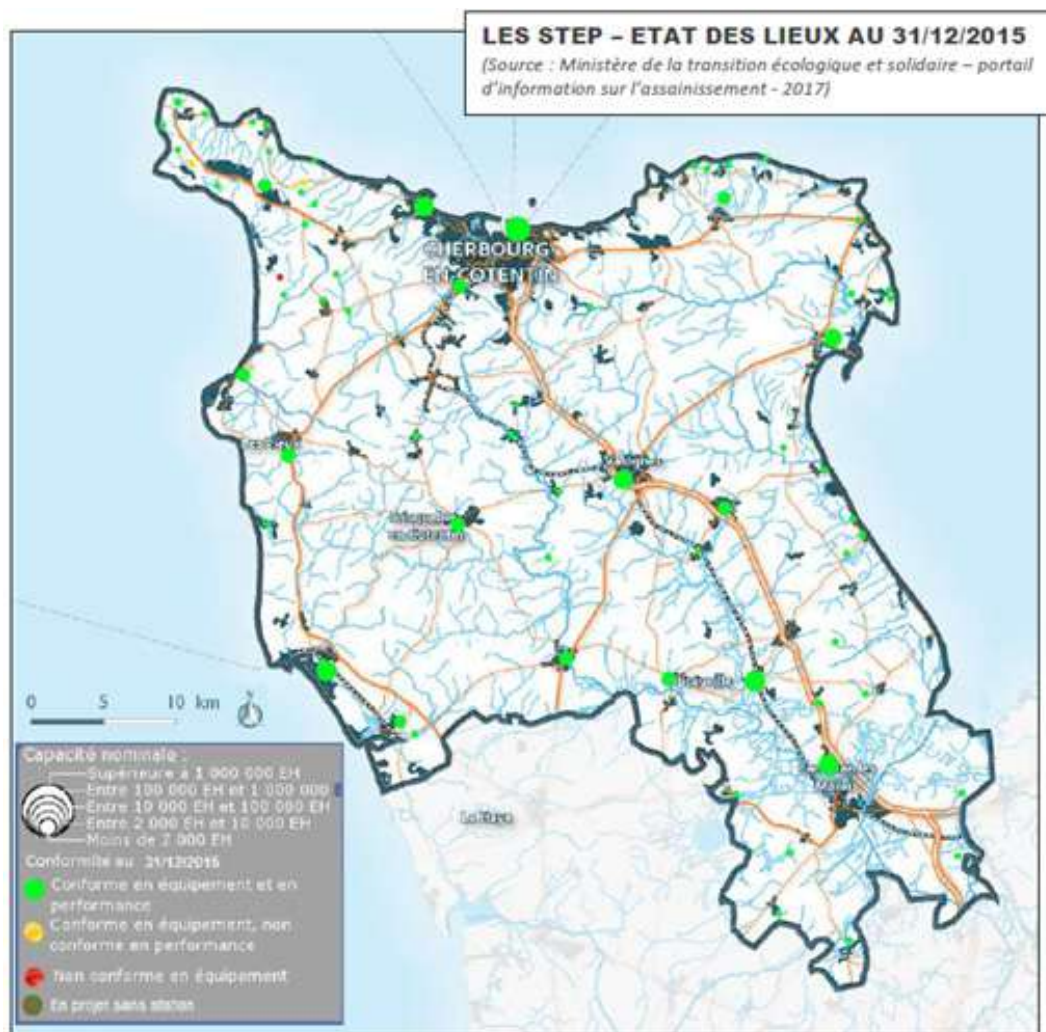 LES STEP – ETAT DES LIEUX AU 31/12/2015
(Source : Ministère de la transition écologique et solidaire – portail
d'information sur l'assainissement - 2017)
CHERBOURG
EN COTENTIN
0 5 10 km
La Haye
Capacité nominale :
Supérieure à 1 000 000 EH
Entre 100 000 EH et 1 000 000
Entre 10 000 EH et 100 000 EH
Entre 2 000 EH et 10 000 EH
Moins de 2 000 EH
Conformité au 31/12/2015
Conforme en équipement et en
performance
Conforme en équipement, non
conforme en performance
Non conforme en équipement
En projet sans station